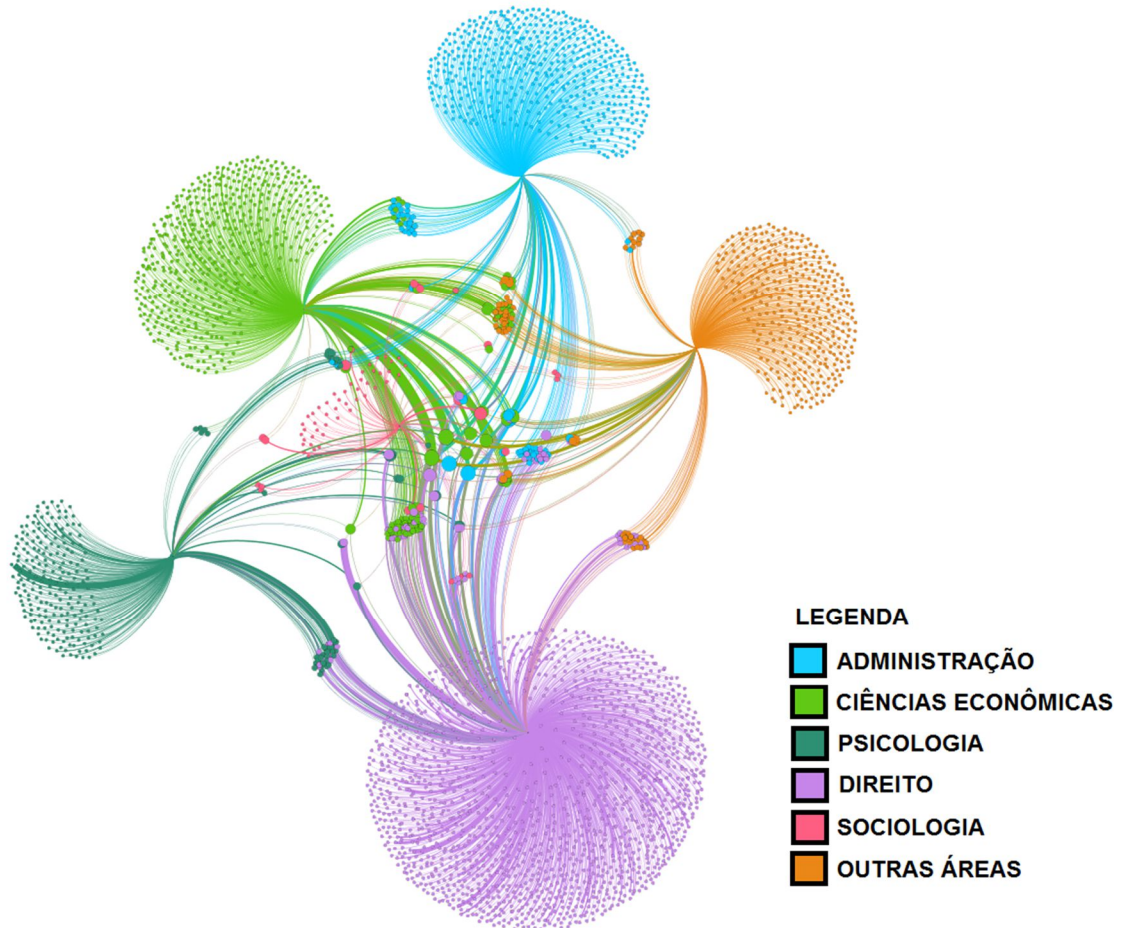 LEGENDA
ADMINISTRAÇÃO
CIÊNCIAS ECONÔMICAS
PSICOLOGIA
DIREITO
SOCIOLOGIA
OUTRAS ÁREAS